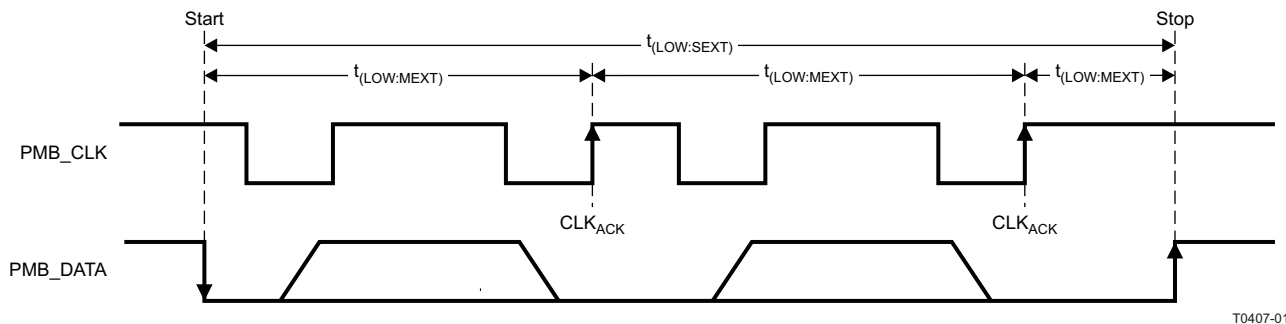 Start Stop
t(LOW:SEXT)
t(LOW:MEXT) t(LOW:MEXT) t(LOW:MEXT)
PMB_CLK
CLKACK CLKACK
PMB_DATA
T0407-01